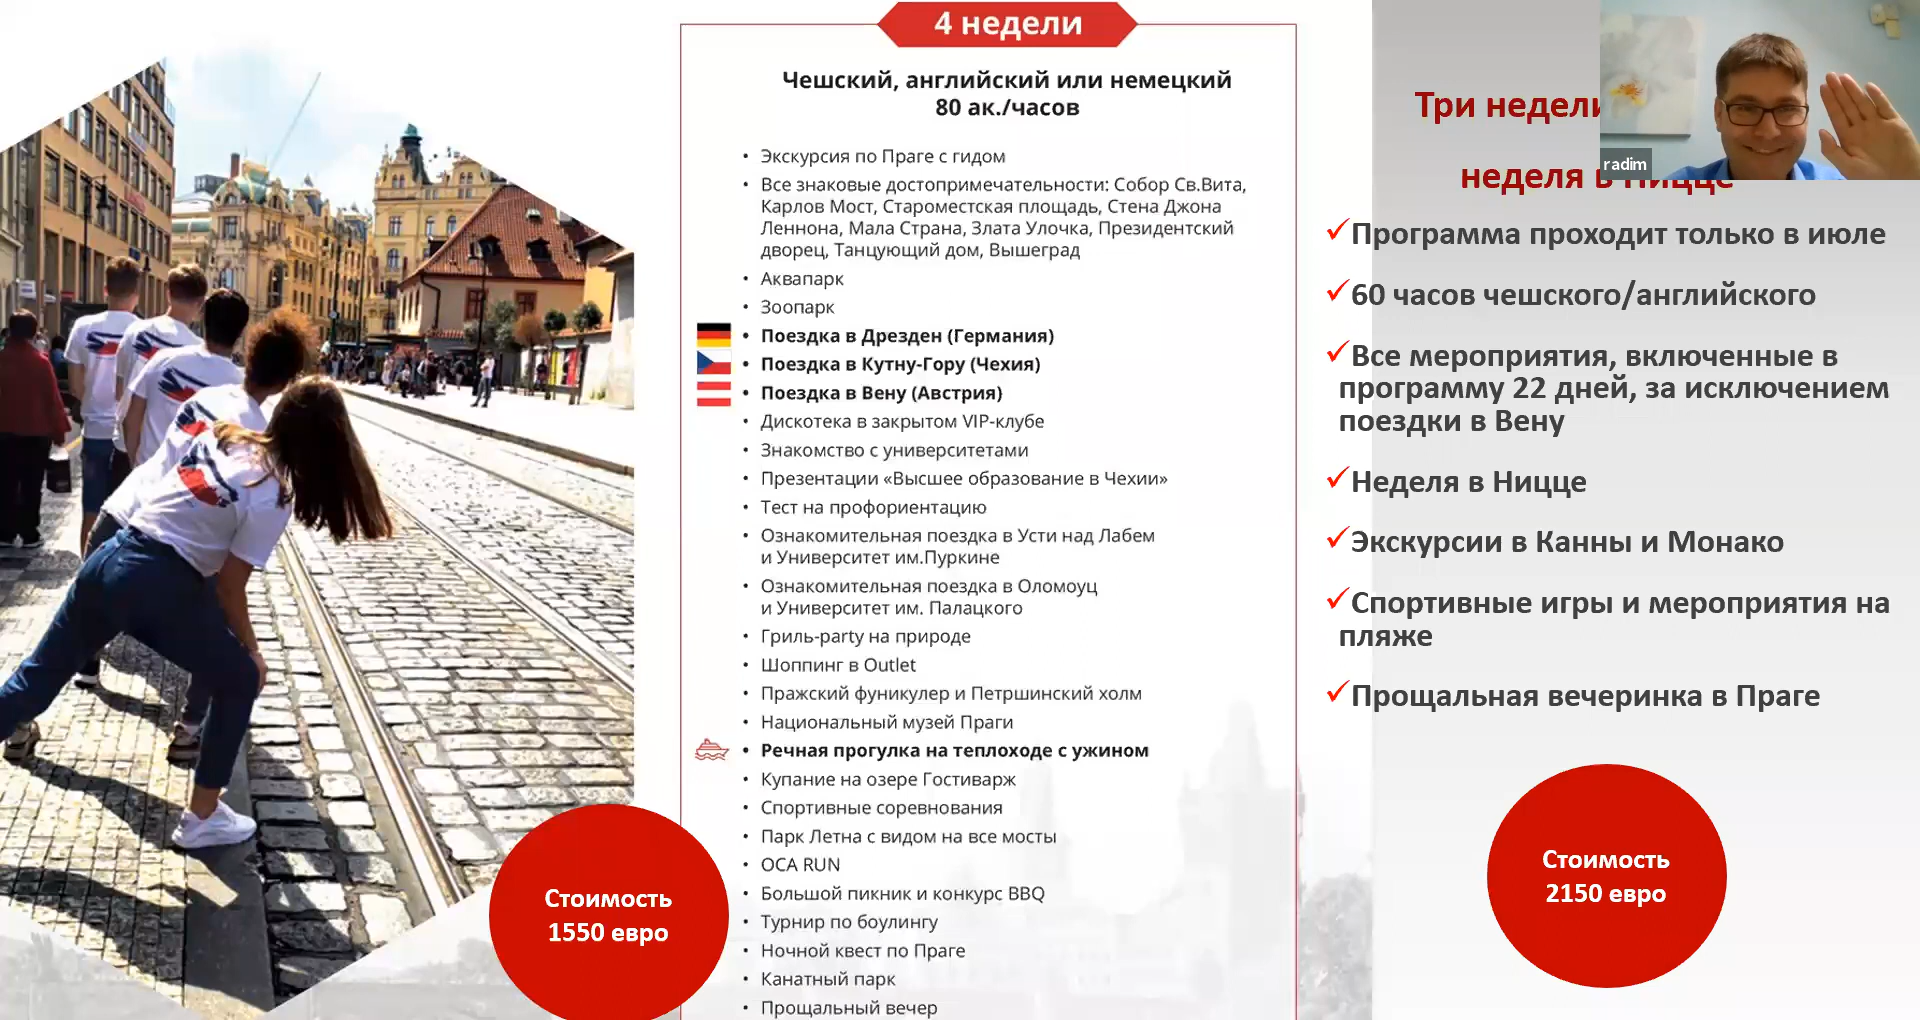 4 недели
Чешский, английский или немецкий
80 ак./часов
• Экскурсия по Праге с гидом
• Все знаковые достопримечательности: Собор Св.Вита,
Карлов Мост, Староместская площадь, Стена Джона
Леннона, Мала Страна, Злата Улочка, Президентский
дворец, Танцующий дом, Вышеград
• Аквапарк
• Зоопарк
• Поездка в Дрезден (Германия)
• Поездка в Кутну-Гору (Чехия)
• Поездка в Вену (Австрия)
• Дискотека в закрытом VIP-клубе
• Знакомство с университетами
• Презентации «Высшее образование в Чехии»
• Тест на профориентацию
• Ознакомительная поездка в Усти над Лабем
и Университет им.Пуркине
• Ознакомительная поездка в Оломоуц
и Университет им. Палацкого
• Гриль-party на природе
• Шоппинг в Outlet
• Пражский фуникулер и Петршинский холм
• Национальный музей Праги
• Речная прогулка на теплоходе с ужином
• Купание на озере Гостиварж
• Спортивные соревнования
• Парк Летна с видом на все мосты
• OCA RUN
• Большой пикник и конкурс BBQ
• Турнир по боулингу
• Ночной квест по Праге
• Канатный парк
• Прощальный вечер
Стоимость
1550 евро
Три недели
неделя в Ницце
radim
✓Программа проходит только в июле
✓60 часов чешского/английского
✓Все мероприятия, включенные в
программу 22 дней, за исключением
поездки в Вену
✓Неделя в Ницце
✓Экскурсии в Канны и Монако
✓Спортивные игры и мероприятия на
пляже
✓Прощальная вечеринка в Праге
Стоимость
2150 евро